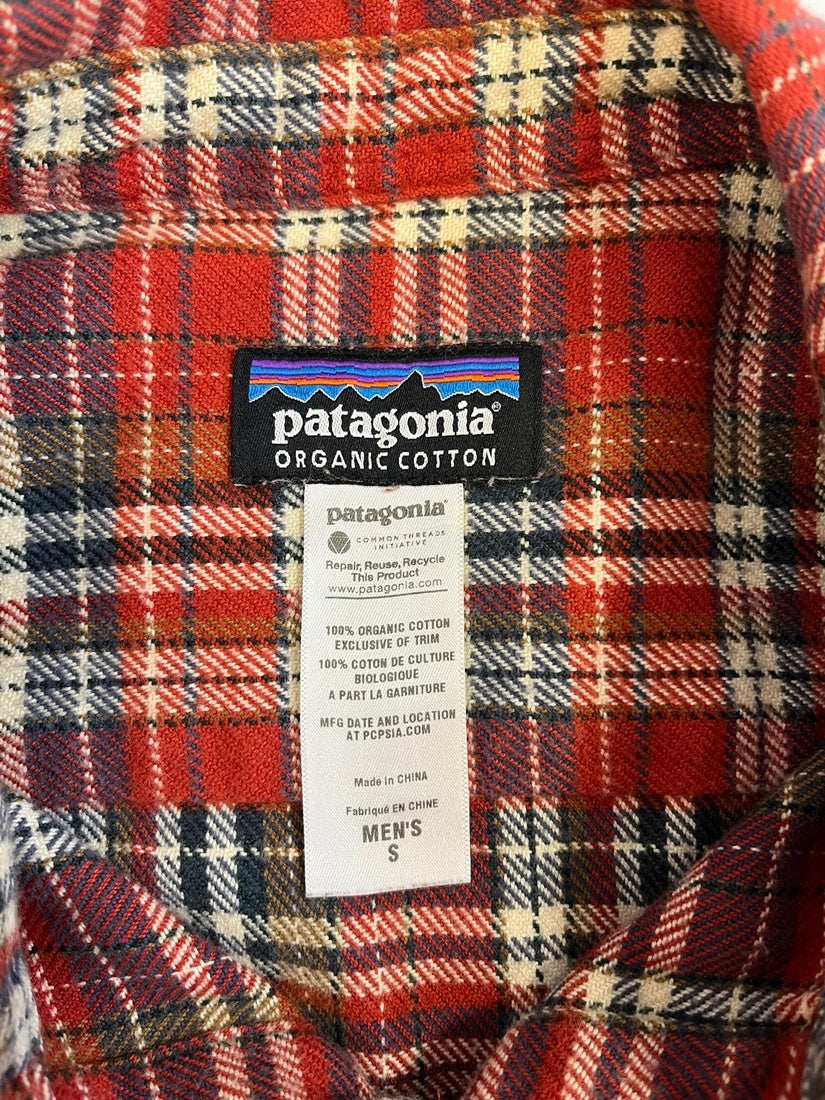 patagonia®
ORGANIC COTTON
patagonia®
COMMON THREADS
INITIATIVE
Repair, Reuse, Recycle
This Product
www.patagonia.com
100% ORGANIC COTTON
EXCLUSIVE OF TRIM
100% COTON DE CULTURE
BIOLOGIQUE
A PART LA GARNITURE
MFG DATE AND LOCATION
AT PCPSIA.COM
Made in CHINA
Fabriqué EN CHINE
MEN'S
S